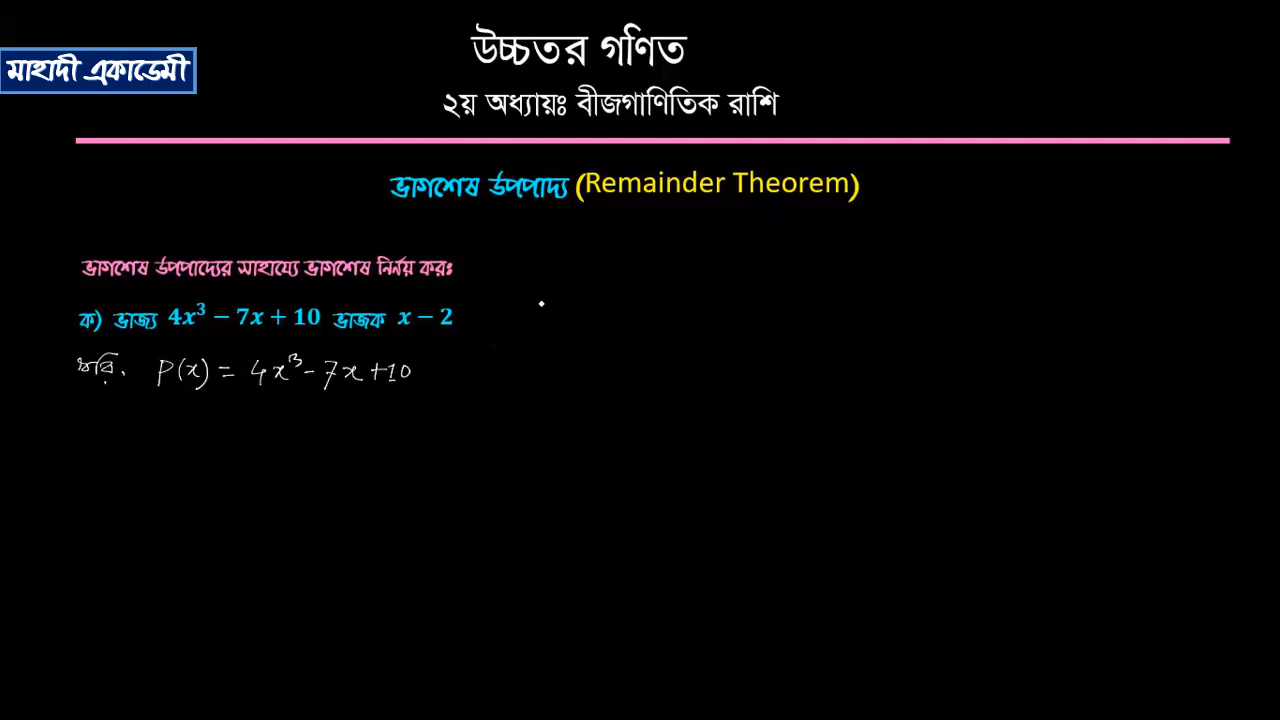 উচ্চতর গণিত
মাহাদী একাডেমী
২য় অধ্যায়ঃ বীজগাণিতিক রাশি
ভাগশেষ উপপাদ্য (Remainder Theorem)
ভাগশেষ উপপাদ্যের সাহায্যে ভাগশেষ নির্নয় করঃ
ক) ভাজ্য 4x³ − 7x + 10 ভাজক x − 2
ধরি, P(x) = 4x³ − 7x + 10